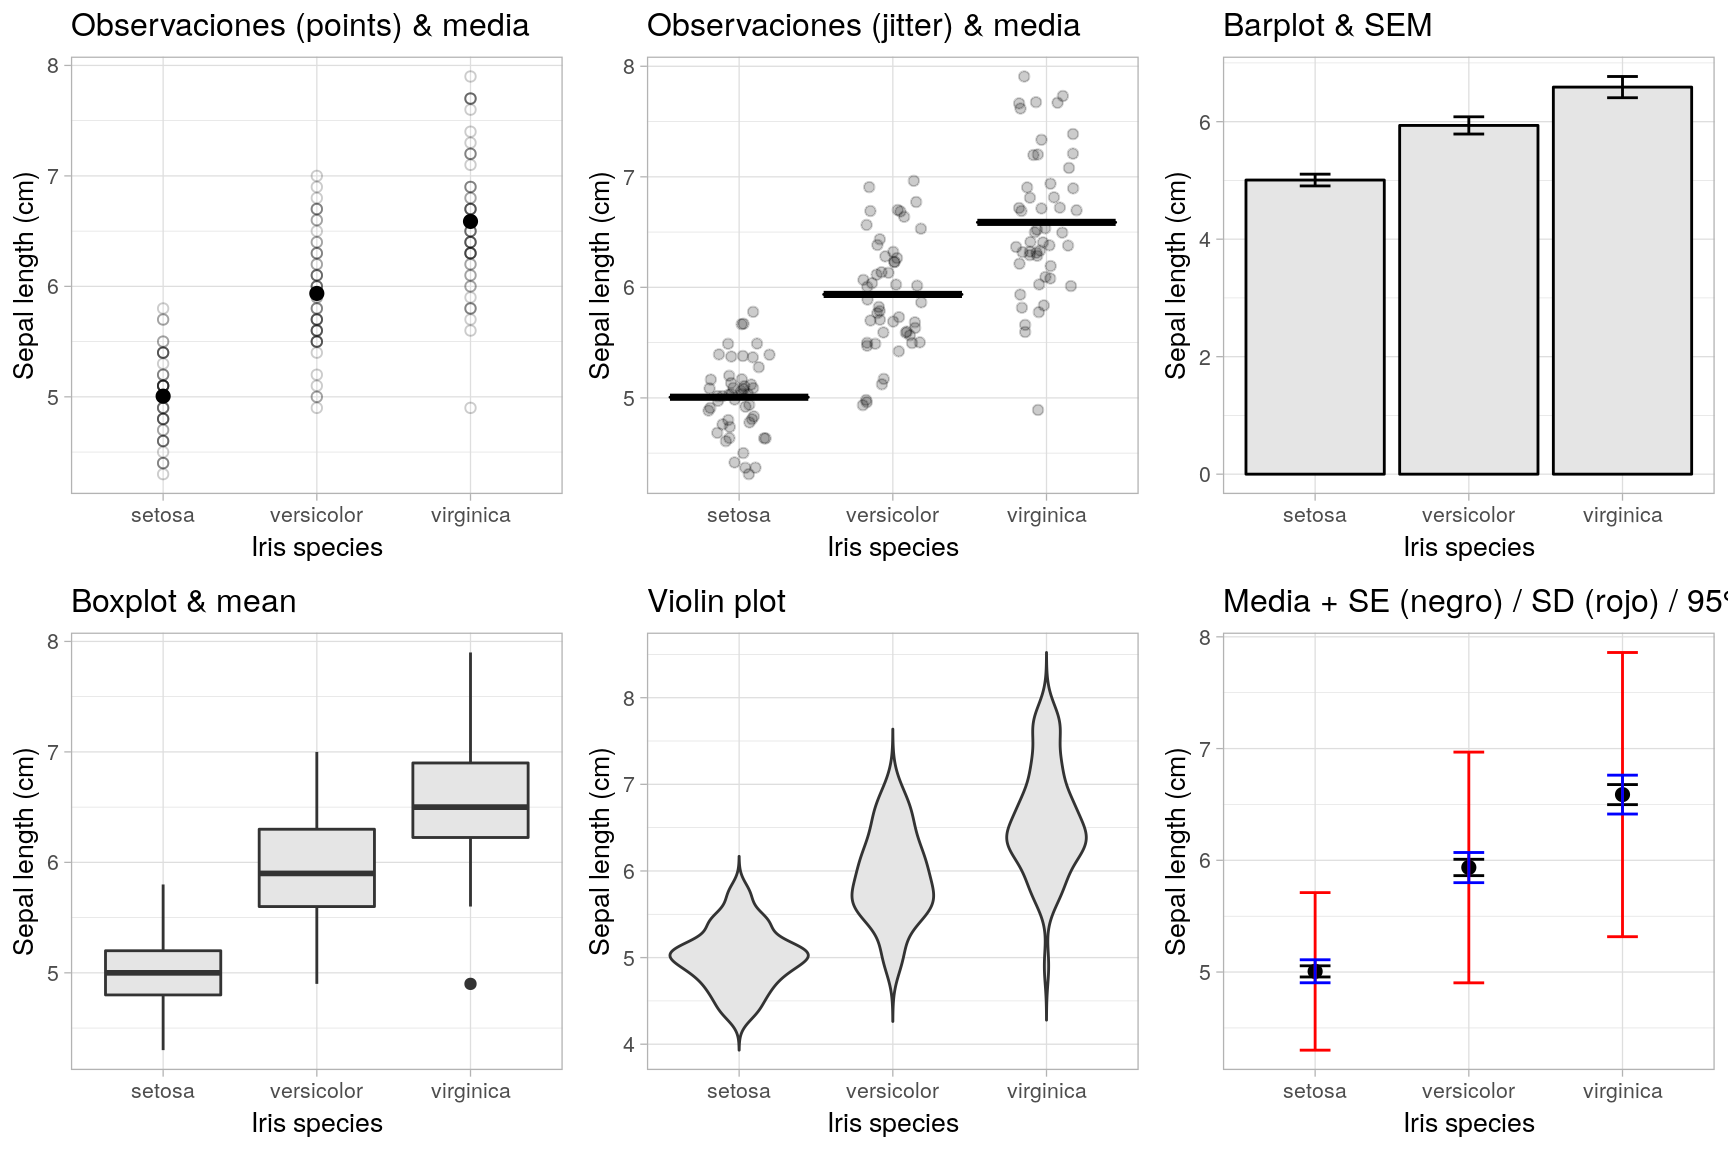 Observaciones (points) & media
8
7
6
5
Sepal length (cm)
setosa versicolor virginica
Iris species
Observaciones (jitter) & media
8
7
6
5
Sepal length (cm)
setosa versicolor virginica
Iris species
Barplot & SEM
6
4
2
0
Sepal length (cm)
setosa versicolor virginica
Iris species
Boxplot & mean
8
7
6
5
Sepal length (cm)
setosa versicolor virginica
Iris species
Violin plot
8
7
6
5
4
Sepal length (cm)
setosa versicolor virginica
Iris species
Media + SE (negro) / SD (rojo) / 95
8
7
6
5
Sepal length (cm)
setosa versicolor virginica
Iris species